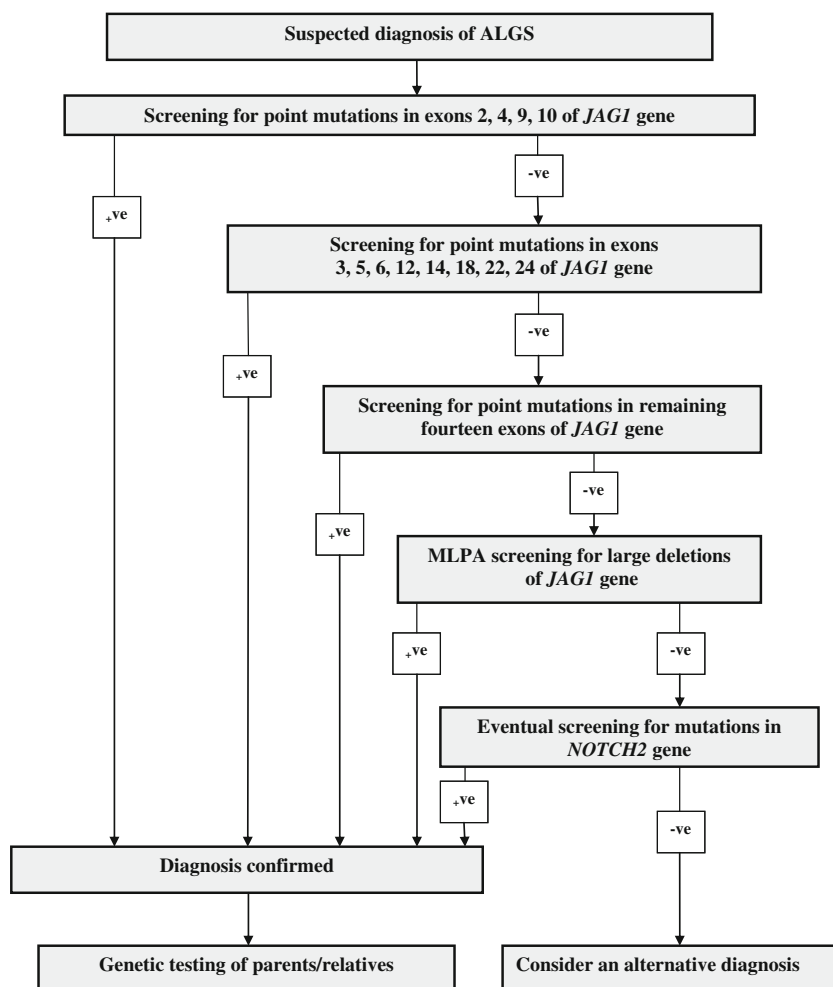 Suspected diagnosis of ALGS
Screening for point mutations in exons 2, 4, 9, 10 of JAG1 gene
-ve
+ve
Screening for point mutations in exons
3, 5, 6, 12, 14, 18, 22, 24 of JAG1 gene
-ve
+ve
Screening for point mutations in remaining
fourteen exons of JAG1 gene
-ve
+ve
MLPA screening for large deletions
of JAG1 gene
+ve
-ve
Eventual screening for mutations in
NOTCH2 gene
+ve
-ve
Diagnosis confirmed
Genetic testing of parents/relatives
Consider an alternative diagnosis